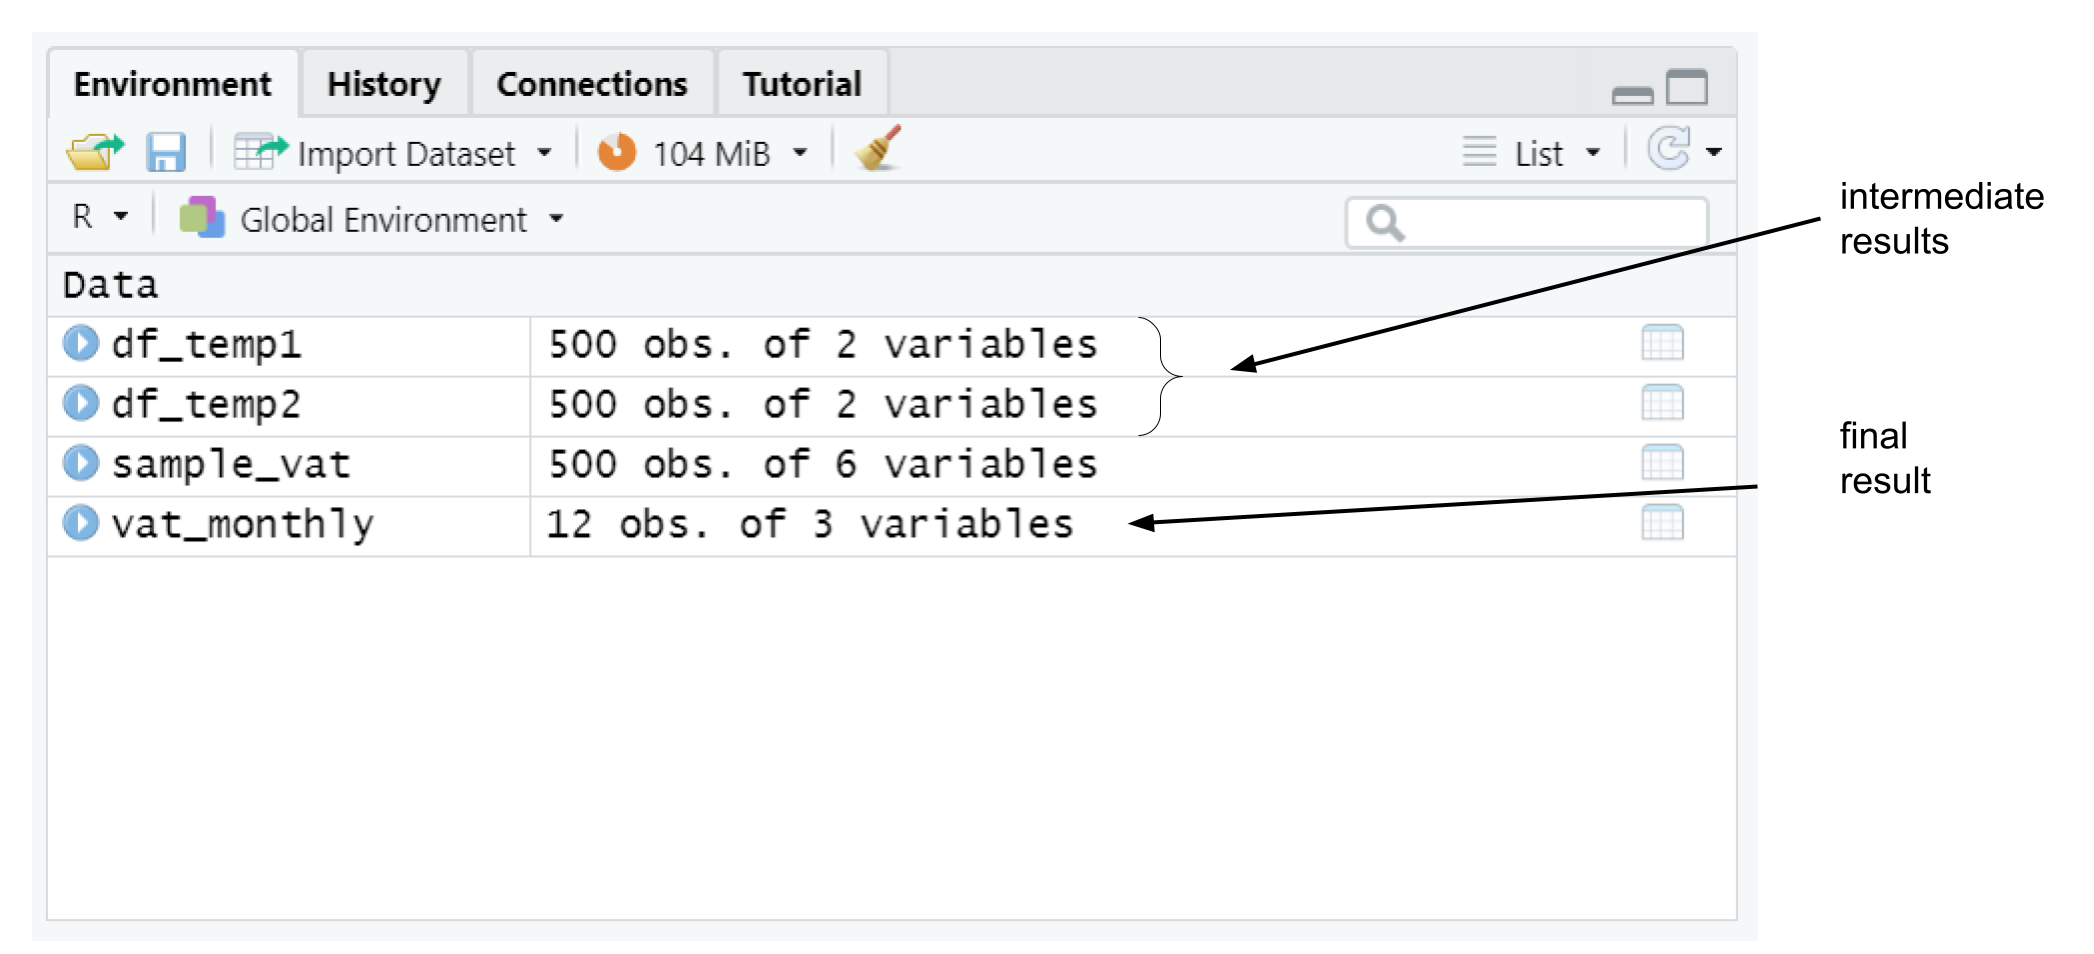 Environment History Connections Tutorial
Import Dataset 104 MiB List
R Global Environment
Data
df_temp1 500 obs. of 2 variables
df_temp2 500 obs. of 2 variables
sample_vat 500 obs. of 6 variables
vat_monthly 12 obs. of 3 variables
intermediate
results
final
result